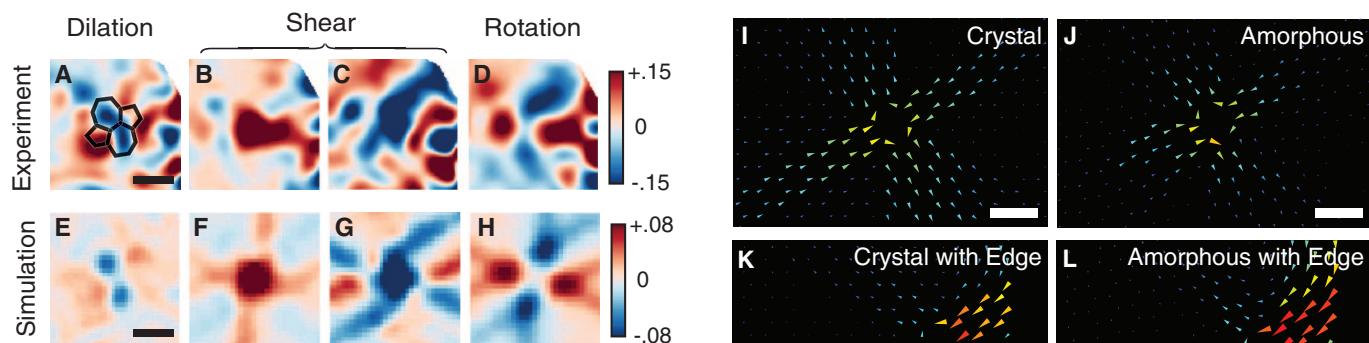 Dilation
Shear
Rotation
Experiment
A
B
C
D
+.15
0
-.15
Simulation
E
F
G
H
+.08
0
-.08
I
Crystal
J
Amorphous
K
Crystal with Edge
L
Amorphous with Edge